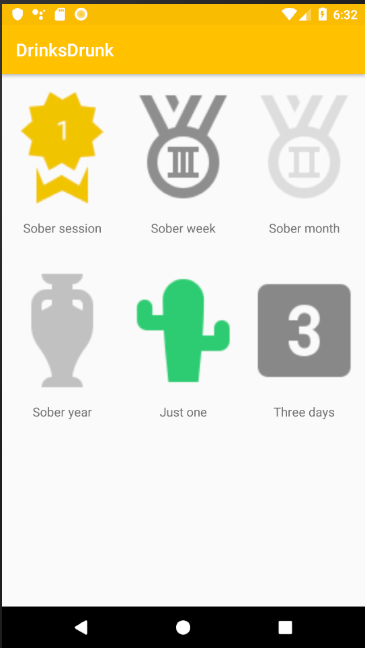 6:32
DrinksDrunk
1
III
II
Sober session
Sober week
Sober month
3
Sober year
Just one
Three days